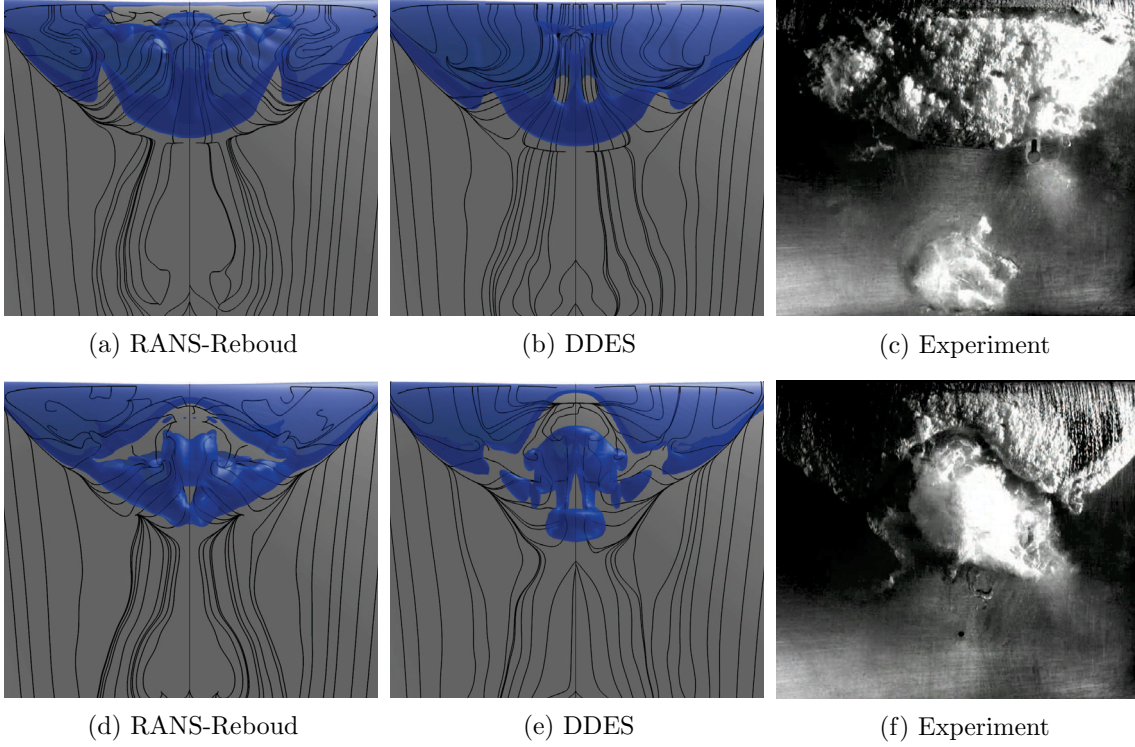 (a) RANS-Reboud
(b) DDES
(c) Experiment
(d) RANS-Reboud
(e) DDES
(f) Experiment